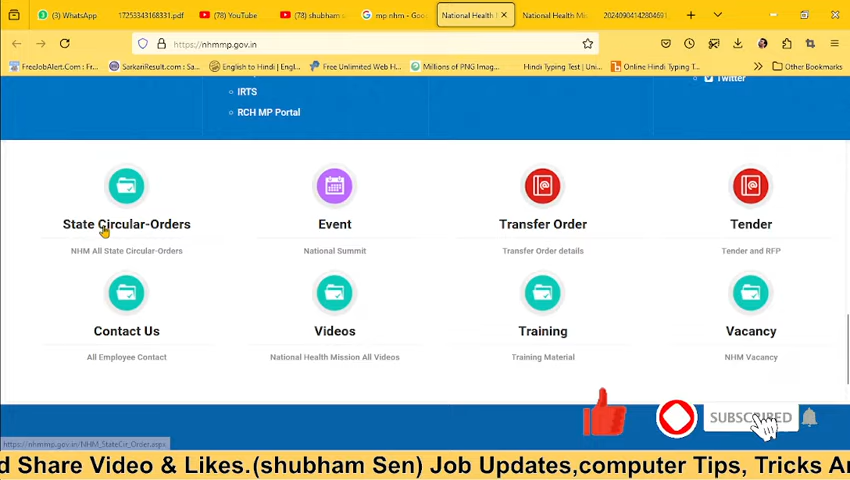 (3) WhatsApp
17253343168331.pdf
(78) YouTube
(78) shubham s
mp nhm - Goo
National Health
National Health Mi
2024090414280469
https://nhmmp.gov.in
FreeJobAlert.Com : Fr...
SarkariResult.com : Sa...
English to Hindi | Engl...
Free Unlimited Web H...
Millions of PNG Imag...
Hindi Typing Test | Uni...
Online Hindi Typing T...
Other Bookmarks
IRTS
RCH MP Portal
Twitter
State Circular-Orders
Event
Transfer Order
Tender
NHM All State Circular-Orders
National Summit
Transfer Order details
Tender and RFP
Contact Us
Videos
Training
Vacancy
All Employee Contact
National Health Mission All Videos
Training Material
NHM Vacancy
SUBSCRIBED
https://nhmmp.gov.in/NHM_StateCir_Order.aspx
d Share Video & Likes.(shubham Sen) Job Updates,computer Tips, Tricks A